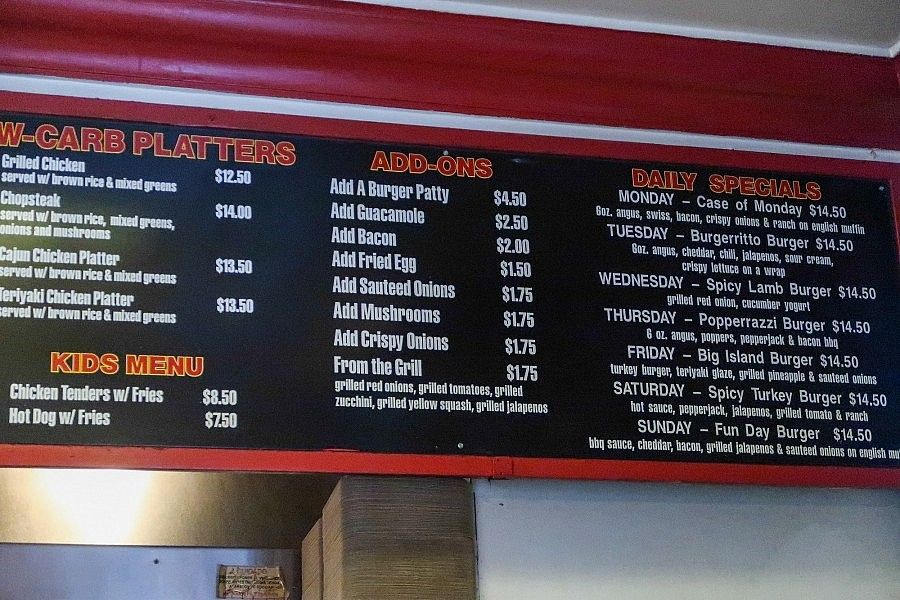 W-CARB PLATTERS
Grilled Chicken $12.50
served w/ brown rice & mixed greens
Chopsteak $14.00
served w/ brown rice, mixed greens,
onions and mushrooms
Cajun Chicken Platter $13.50
served w/ brown rice & mixed greens
Teriyaki Chicken Platter $13.50
served w/ brown rice & mixed greens
KIDS MENU
Chicken Tenders w/ Fries $8.50
Hot Dog w/ Fries $7.50
ADD-ONS
Add A Burger Patty $4.50
Add Guacamole $2.50
Add Bacon $2.00
Add Fried Egg $1.50
Add Sauteed Onions $1.75
Add Mushrooms $1.75
Add Crispy Onions $1.75
From the Grill $1.75
grilled red onions, grilled tomatoes, grilled
zucchini, grilled yellow squash, grilled jalapenos
DAILY SPECIALS
MONDAY – Case of Monday $14.50
6oz. angus, swiss, bacon, crispy onions & ranch on english muffin
TUESDAY – Burgerritto Burger $14.50
6oz. angus, cheddar, chili, jalapenos, sour cream,
crispy lettuce on a wrap
WEDNESDAY – Spicy Lamb Burger $14.50
grilled red onion, cucumber yogurt
THURSDAY – Popperrazzi Burger $14.50
6 oz. angus, poppers, pepperjack & bacon bbq
FRIDAY – Big Island Burger $14.50
turkey burger, teriyaki glaze, grilled pineapple & sauteed onions
SATURDAY – Spicy Turkey Burger $14.50
hot sauce, pepperjack, jalapenos, grilled tomato & ranch
SUNDAY – Fun Day Burger $14.50
bbq sauce, cheddar, bacon, grilled jalapenos & sauteed onions on english muf